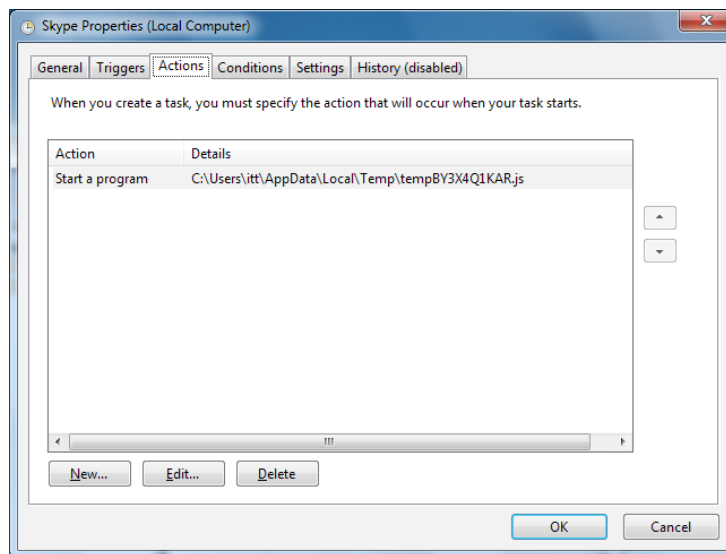 Skype Properties (Local Computer)
General Triggers Actions Conditions Settings History (disabled)
When you create a task, you must specify the action that will occur when your task starts.
Action Details
Start a program C:\Users\itt\AppData\Local\Temp\tempBY3X4Q1KAR.js
New... Edit... Delete
OK Cancel